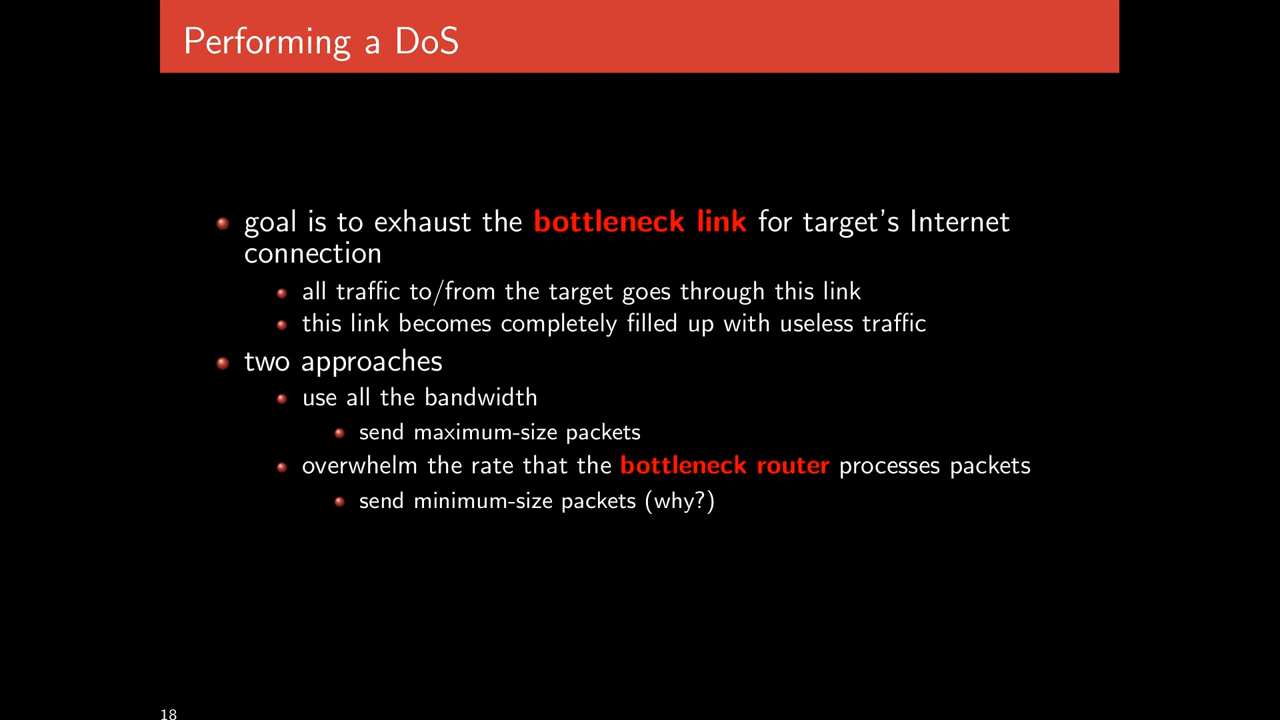 Performing a DoS
goal is to exhaust the bottleneck link for target's Internet
connection
all traffic to/from the target goes through this link
this link becomes completely filled up with useless traffic
two approaches
use all the bandwidth
send maximum-size packets
overwhelm the rate that the bottleneck router processes packets
send minimum-size packets (why?)
18